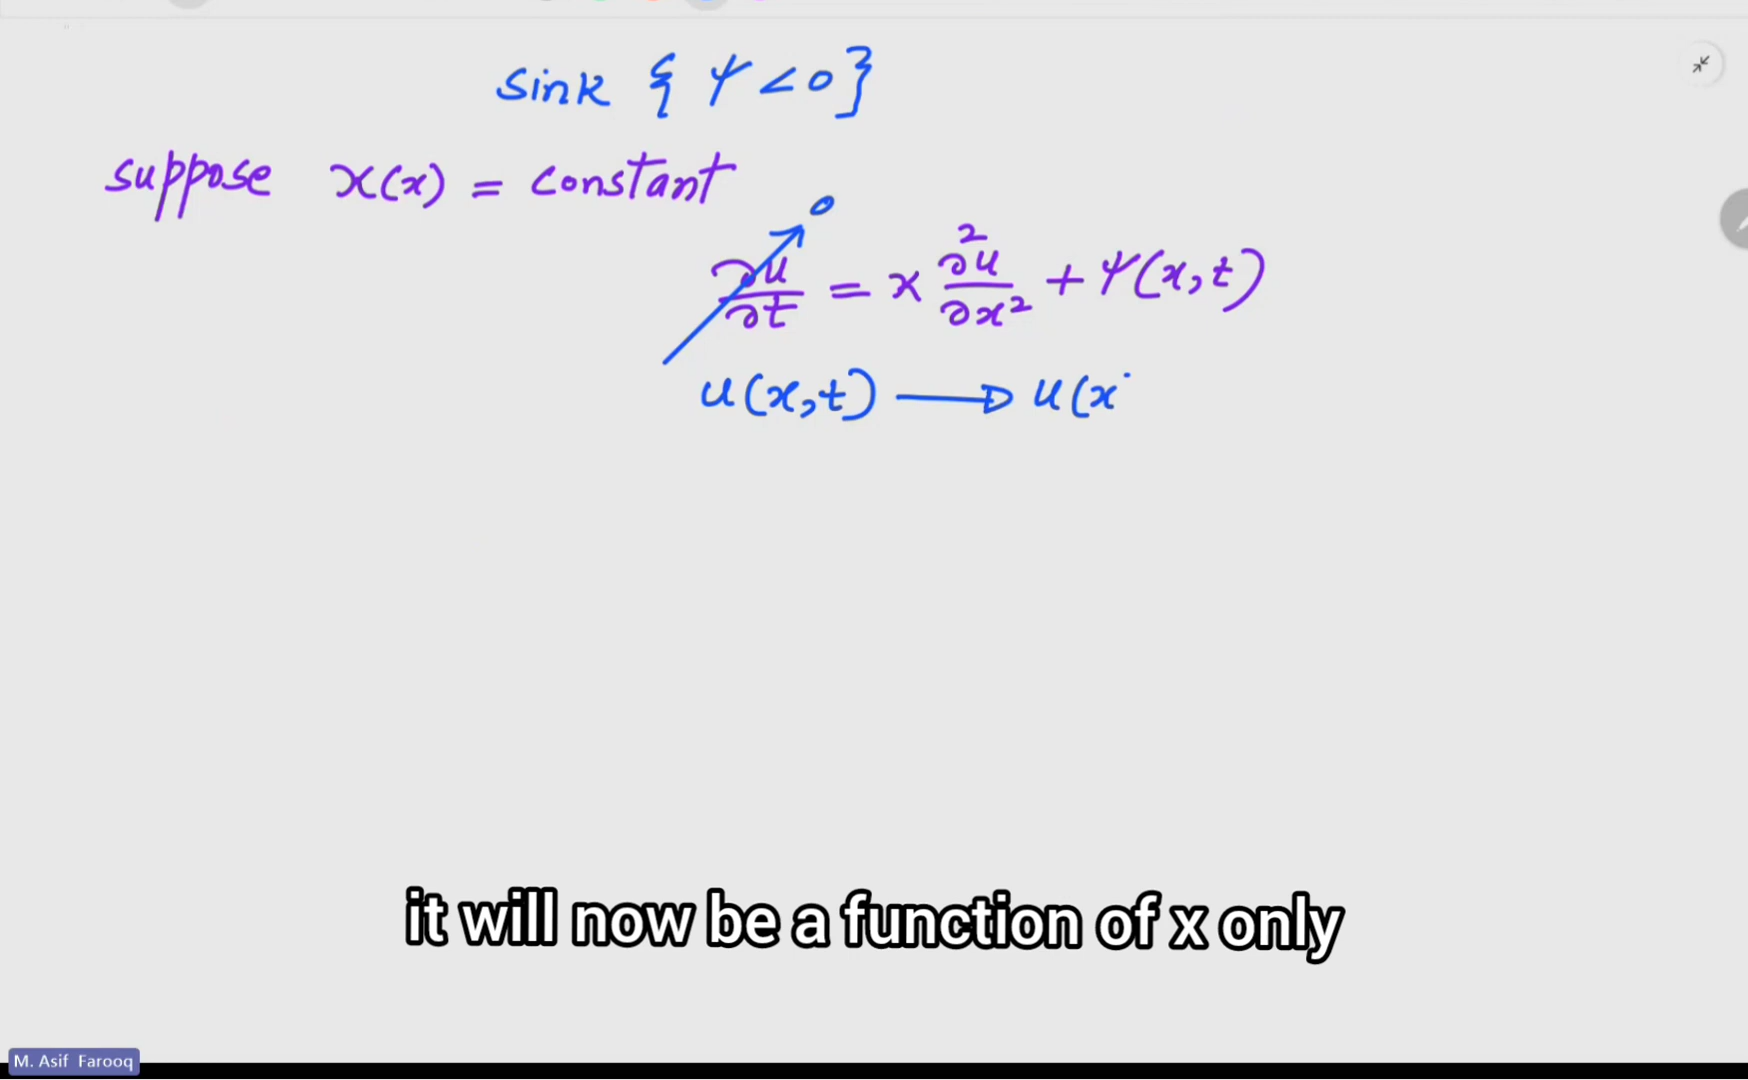 sink { ψ < 0 }
suppose χ(x) = constant
0
∂u/∂t = χ ∂²u/∂x² + ψ(x,t)
u(x,t) → u(x
it will now be a function of x only
M. Asif Farooq